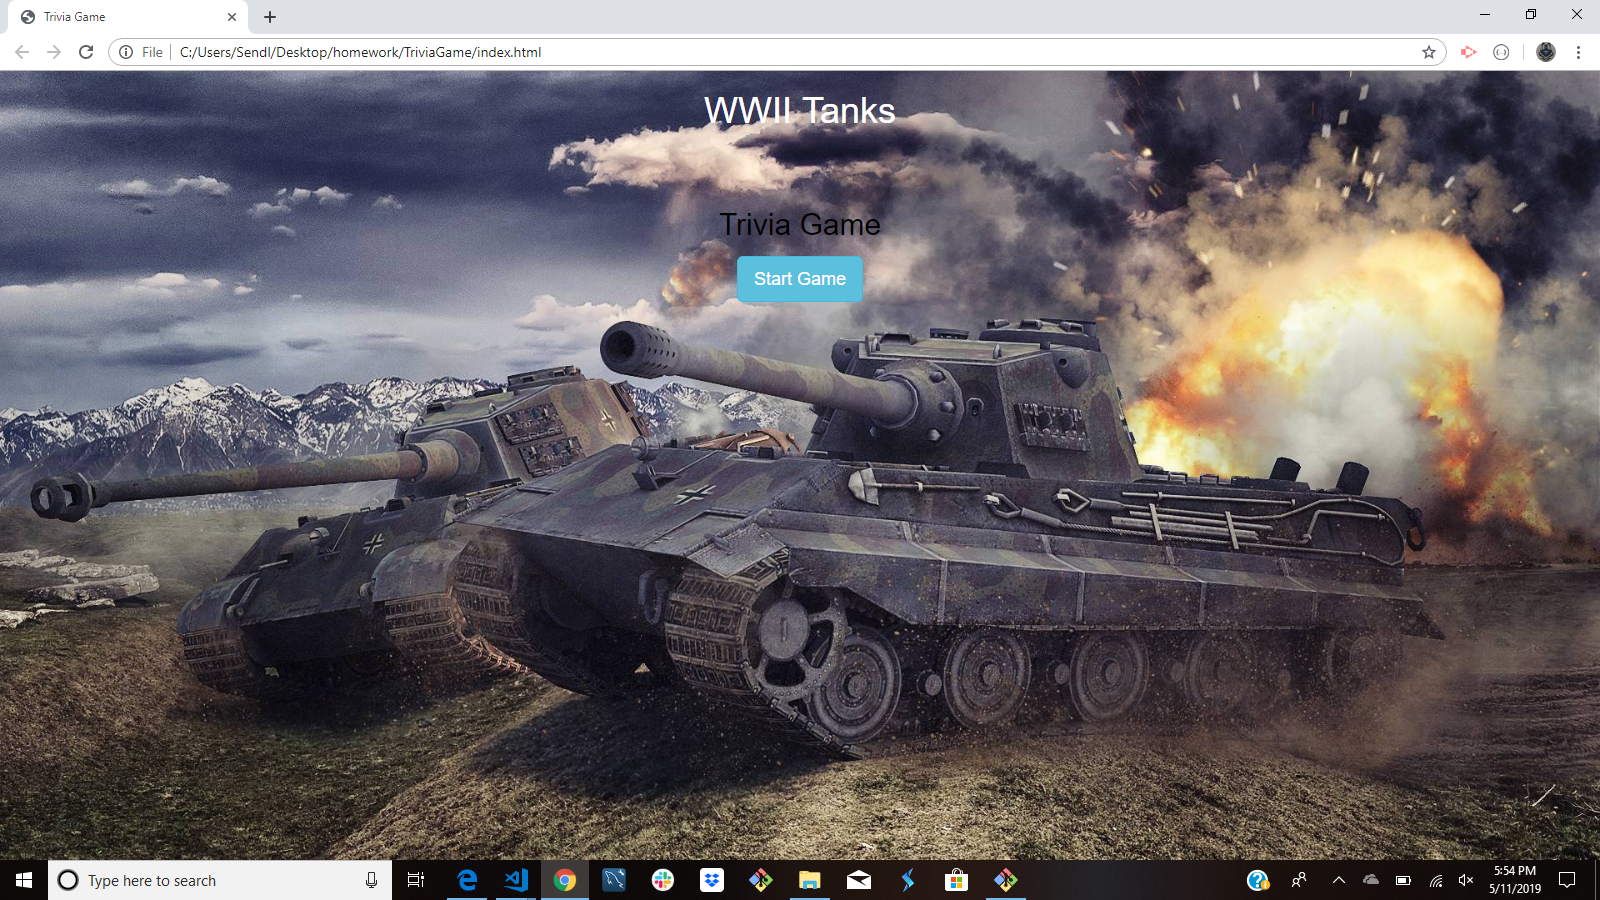 Trivia Game
File
C:/Users/Sendl/Desktop/homework/TriviaGame/index.html
WWII Tanks
Trivia Game
Start Game
Type here to search
5:54 PM
5/11/2019